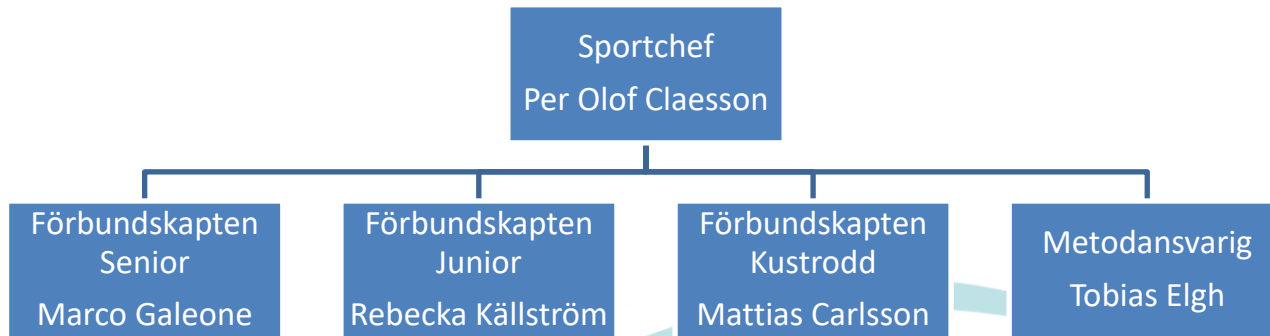 Sportchef
Per Olof Claesson
Förbundskapten
Senior
Marco Galeone
Förbundskapten
Junior
Rebecka Källström
Förbundskapten
Kustrodd
Mattias Carlsson
Metodansvarig
Tobias Elgh